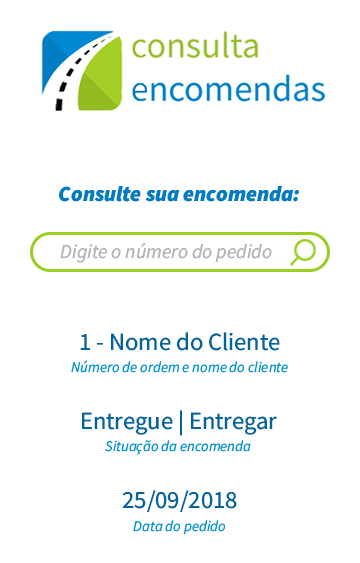 consulta
encomendas
Consulte sua encomenda:
Digite o número do pedido
1 - Nome do Cliente
Número de ordem e nome do cliente
Entregue | Entregar
Situação da encomenda
25/09/2018
Data do pedido